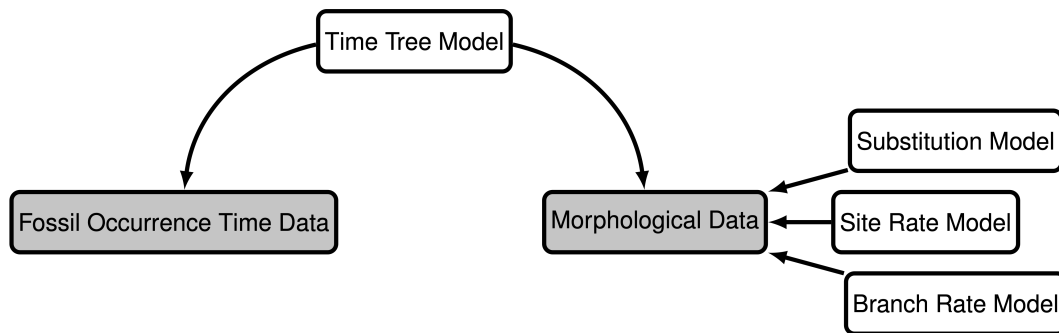 Time Tree Model
Substitution Model
Fossil Occurrence Time Data
Morphological Data
Site Rate Model
Branch Rate Model